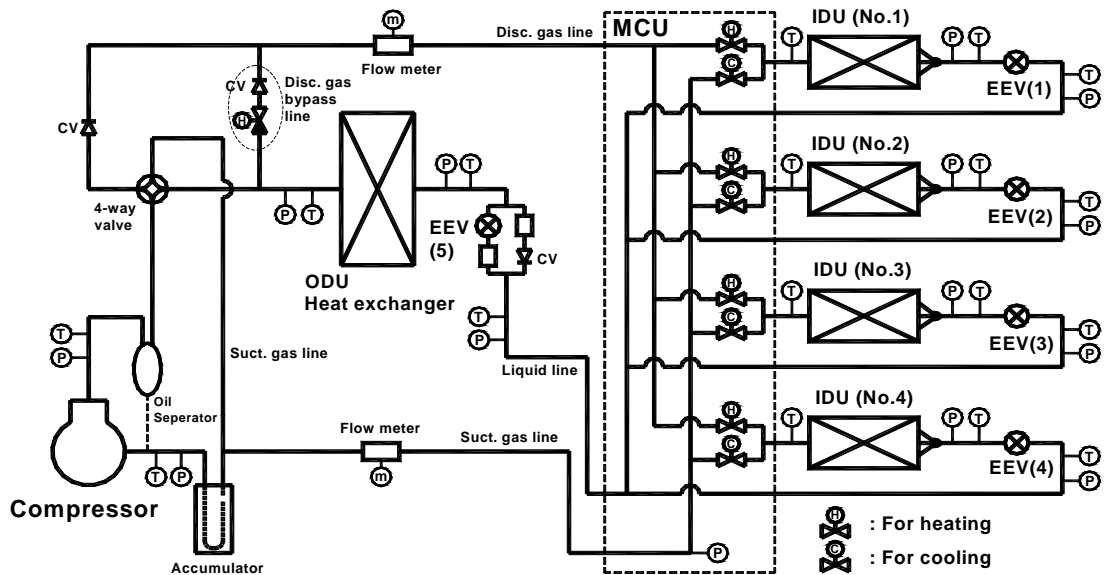 m
Flow meter
Disc. gas line
MCU
IDU (No.1)
H
C
T
P
T
EEV(1)
T
P
CV
Disc. gas
bypass
line
H
CV
4-way
valve
P
T
ODU
Heat exchanger
P
T
EEV
(5)
CV
T
P
Liquid line
IDU (No.2)
H
C
T
P
T
EEV(2)
T
P
IDU (No.3)
H
C
T
P
T
EEV(3)
T
P
IDU (No.4)
H
C
T
P
T
EEV(4)
T
P
T
P
Suct. gas line
Oil
Seperator
Compressor
T
P
Accumulator
Flow meter
m
Suct. gas line
P
H
: For heating
C
: For cooling